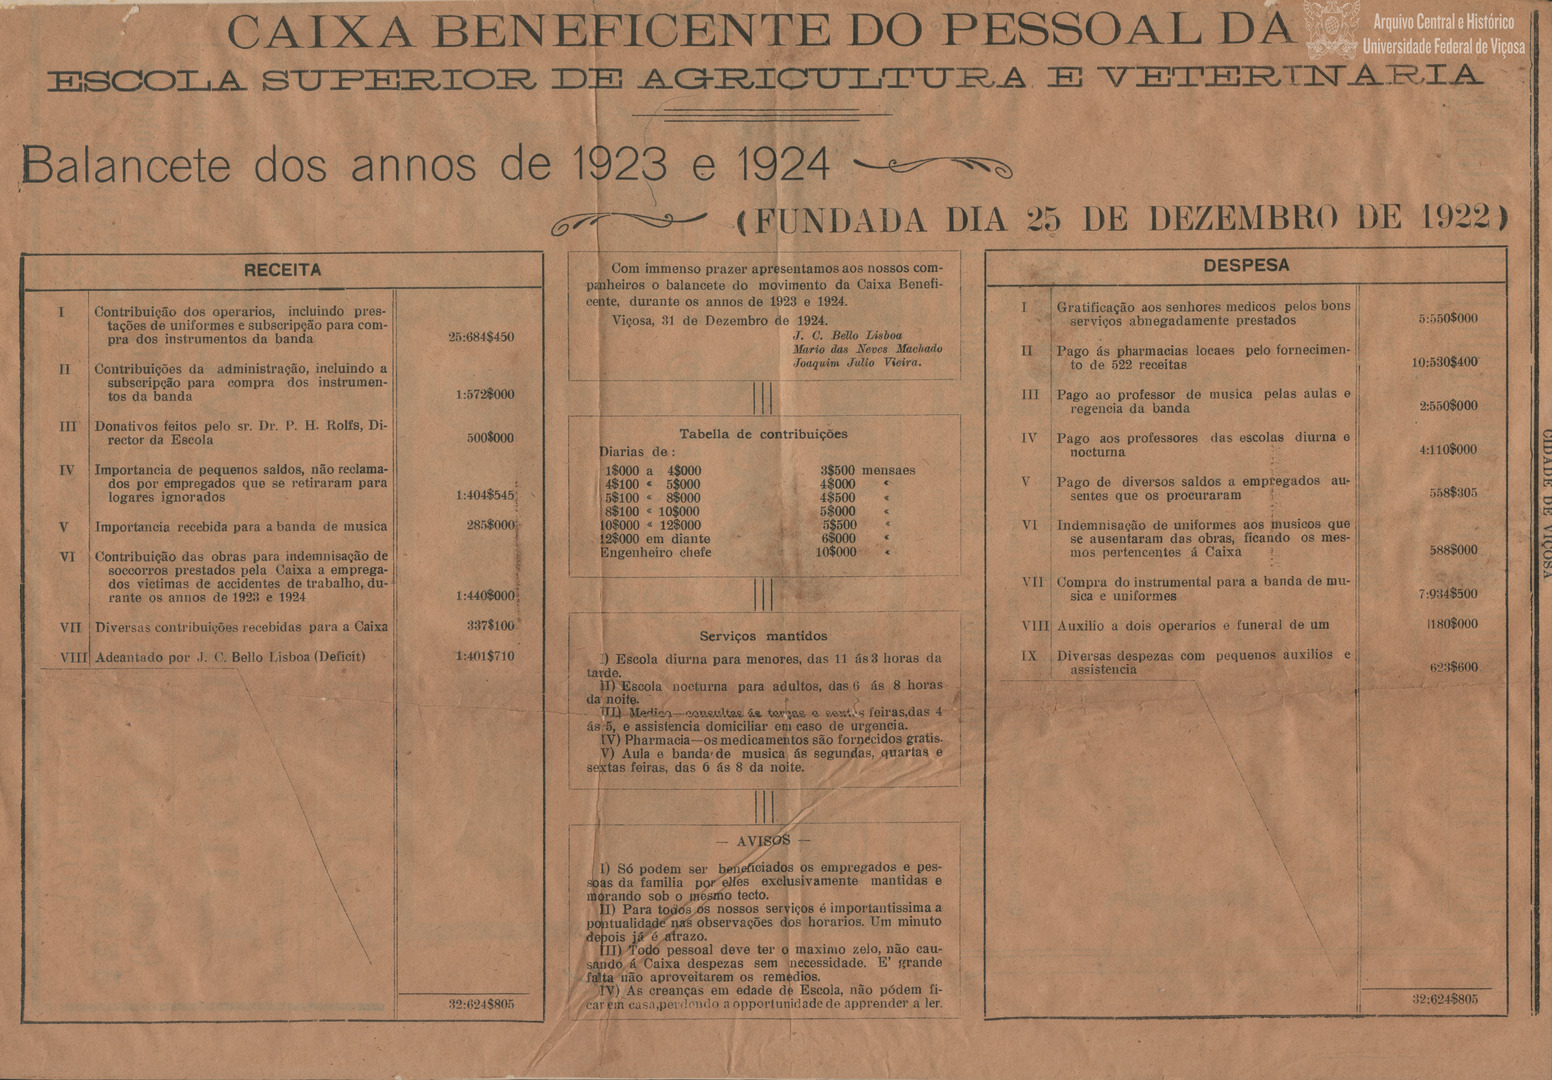 CAIXA BENEFICENTE DO PESSOAL DA
ESCOLA SUPERIOR DE AGRICULTURA E VETERINARIA
Arquivo Central e Histórico
Universidade Federal de Viçosa
Balancete dos annos de 1923 e 1924
(FUNDADA DIA 25 DE DEZEMBRO DE 1922)
RECEITA
I Contribuição dos operarios, incluindo pres-
tações de uniformes e subscripção para com-
pra dos instrumentos da banda 25:684$450
II Contribuições da administração, incluindo a
subscripção para compra dos instrumen-
tos da banda 1:572$000
III Donativos feitos pelo sr. Dr. P. H. Rolfs, Di-
rector da Escola 500$000
IV Importancia de pequenos saldos, não reclama-
dos por empregados que se retiraram para
logares ignorados 1:404$545
V Importancia recebida para a banda de musica 285$000
VI Contribuição das obras para indemnisação de
soccorros prestados pela Caixa a emprega-
dos victimas de accidentes de trabalho, du-
rante os annos de 1923 e 1924 1:440$000
VII Diversas contribuições recebidas para a Caixa 337$100
VIII Adeantado por J. C. Bello Lisboa (Deficit) 1:401$710
32:624$805
Com immenso prazer apresentamos aos nossos com-
panheiros o balancete do movimento da Caixa Benefi-
cente, durante os annos de 1923 e 1924.
Viçosa, 31 de Dezembro de 1924.
J. C. Bello Lisboa
Mario das Neves Machado
Joaquim Julio Vieira.
Tabella de contribuições
Diarias de :
1$000 a 4$000 3$500 mensaes
4$100 « 5$000 4$000 «
5$100 « 8$000 4$500 «
8$100 « 10$000 5$000 «
10$000 « 12$000 5$500 «
12$000 em diante 6$000 «
Engenheiro chefe 10$000 «
Serviços mantidos
I) Escola diurna para menores, das 11 ás 3 horas da
tarde.
II) Escola nocturna para adultos, das 6 ás 8 horas
da noite.
III) Medico—consultas ás terças e sextas feiras,das 4
ás 5, e assistencia domiciliar em caso de urgencia.
IV) Pharmacia—os medicamentos são fornecidos gratis.
V) Aula e banda de musica ás segundas, quartas e
sextas feiras, das 6 ás 8 da noite.
— AVISOS —
I) Só podem ser beneficiados os empregados e pes-
soas da familia por elles exclusivamente mantidas e
morando sob o mesmo tecto.
II) Para todos os nossos serviços é importantissima a
pontualidade nas observações dos horarios. Um minuto
depois já é atrazo.
III) Todo pessoal deve ter o maximo zelo, não cau-
sando á Caixa despezas sem necessidade. E' grande
falta não aproveitarem os remedios.
IV) As creanças em edade de Escola, não pódem fi-
car em casa,perdendo a opportunidade de apprender a ler.
DESPESA
I Gratificação aos senhores medicos pelos bons
serviços abnegadamente prestados 5:550$000
II Pago ás pharmacias locaes pelo fornecimen-
to de 522 receitas 10:530$400
III Pago ao professor de musica pelas aulas e
regencia da banda 2:550$000
IV Pago aos professores das escolas diurna e
nocturna 4:110$000
V Pago de diversos saldos a empregados au-
sentes que os procuraram 558$305
VI Indemnisação de uniformes aos musicos que
se ausentaram das obras, ficando os mes-
mos pertencentes á Caixa 588$000
VII Compra do instrumental para a banda de mu-
sica e uniformes 7:934$500
VIII Auxilio a dois operarios e funeral de um 180$000
IX Diversas despezas com pequenos auxilios e
assistencia 623$600
32:624$805
CIDADE DE VIÇOSA